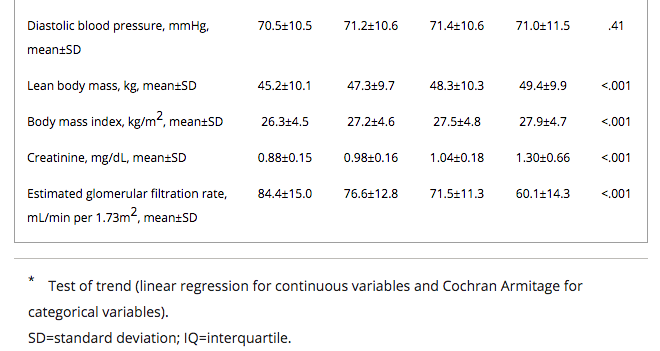 Diastolic blood pressure, mmHg, 70.5±10.5 71.2±10.6 71.4±10.6 71.0±11.5 .41
mean±SD
Lean body mass, kg, mean±SD 45.2±10.1 47.3±9.7 48.3±10.3 49.4±9.9 <.001
Body mass index, kg/m2, mean±SD 26.3±4.5 27.2±4.6 27.5±4.8 27.9±4.7 <.001
Creatinine, mg/dL, mean±SD 0.88±0.15 0.98±0.16 1.04±0.18 1.30±0.66 <.001
Estimated glomerular filtration rate, 84.4±15.0 76.6±12.8 71.5±11.3 60.1±14.3 <.001
mL/min per 1.73m2, mean±SD
* Test of trend (linear regression for continuous variables and Cochran Armitage for
categorical variables).
SD=standard deviation; IQ=interquartile.